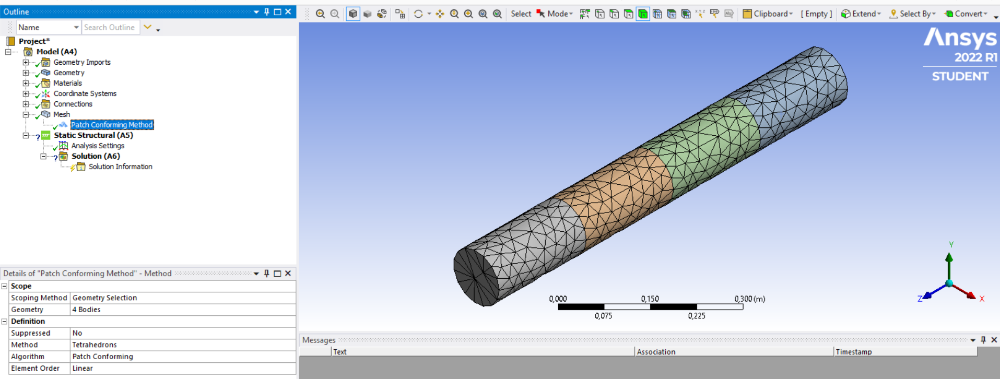 Outline
Name Search Outline
Project*
Model (A4)
Geometry Imports
Geometry
Materials
Coordinate Systems
Connections
Mesh
Patch Conforming Method
Static Structural (A5)
Analysis Settings
Solution (A6)
Solution Information
Details of "Patch Conforming Method" - Method
Scope
Scoping Method Geometry Selection
Geometry 4 Bodies
Definition
Suppressed No
Method Tetrahedrons
Algorithm Patch Conforming
Element Order Linear
Select Mode Clipboard [ Empty ] Extend Select By Convert
Ansys
2022 R1
STUDENT
0,000 0,150 0,300 (m)
0,075 0,225
Y
Z X
Messages
Text Association Timestamp